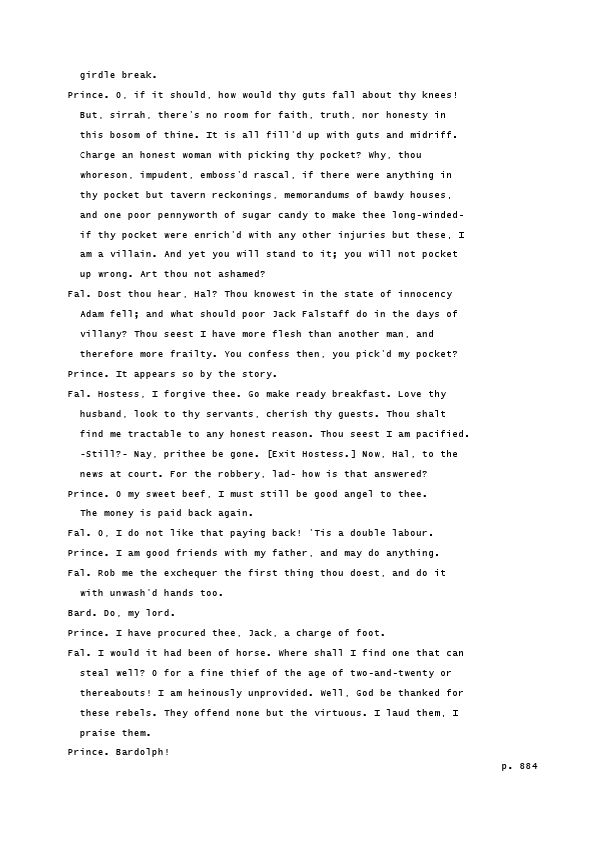 girdle break.
Prince. O, if it should, how would thy guts fall about thy knees!
But, sirrah, there's no room for faith, truth, nor honesty in
this bosom of thine. It is all fill'd up with guts and midriff.
Charge an honest woman with picking thy pocket? Why, thou
whoreson, impudent, emboss'd rascal, if there were anything in
thy pocket but tavern reckonings, memorandums of bawdy houses,
and one poor pennyworth of sugar candy to make thee long-winded-
if thy pocket were enrich'd with any other injuries but these, I
am a villain. And yet you will stand to it; you will not pocket
up wrong. Art thou not ashamed?
Fal. Dost thou hear, Hal? Thou knowest in the state of innocency
Adam fell; and what should poor Jack Falstaff do in the days of
villany? Thou seest I have more flesh than another man, and
therefore more frailty. You confess then, you pick'd my pocket?
Prince. It appears so by the story.
Fal. Hostess, I forgive thee. Go make ready breakfast. Love thy
husband, look to thy servants, cherish thy guests. Thou shalt
find me tractable to any honest reason. Thou seest I am pacified.
-Still?- Nay, prithee be gone. [Exit Hostess.] Now, Hal, to the
news at court. For the robbery, lad- how is that answered?
Prince. O my sweet beef, I must still be good angel to thee.
The money is paid back again.
Fal. O, I do not like that paying back! 'Tis a double labour.
Prince. I am good friends with my father, and may do anything.
Fal. Rob me the exchequer the first thing thou doest, and do it
with unwash'd hands too.
Bard. Do, my lord.
Prince. I have procured thee, Jack, a charge of foot.
Fal. I would it had been of horse. Where shall I find one that can
steal well? O for a fine thief of the age of two-and-twenty or
thereabouts! I am heinously unprovided. Well, God be thanked for
these rebels. They offend none but the virtuous. I laud them, I
praise them.
Prince. Bardolph!
p. 884